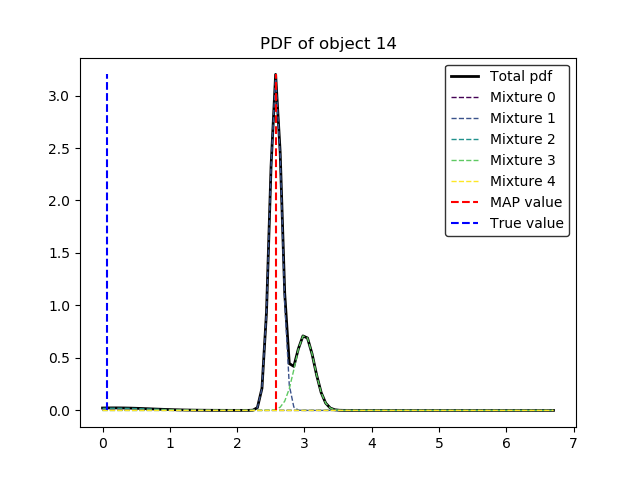 PDF of object 14
Total pdf
Mixture 0
Mixture 1
Mixture 2
Mixture 3
Mixture 4
MAP value
True value
3.0
2.5
2.0
1.5
1.0
0.5
0.0
0 1 2 3 4 5 6 7